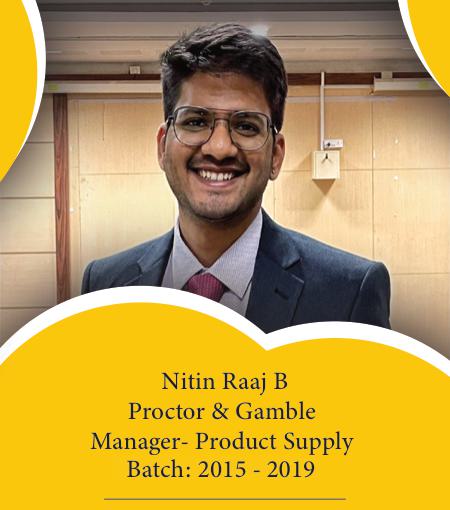 Nitin Raaj B
Proctor & Gamble
Manager- Product Supply
Batch: 2015 - 2019